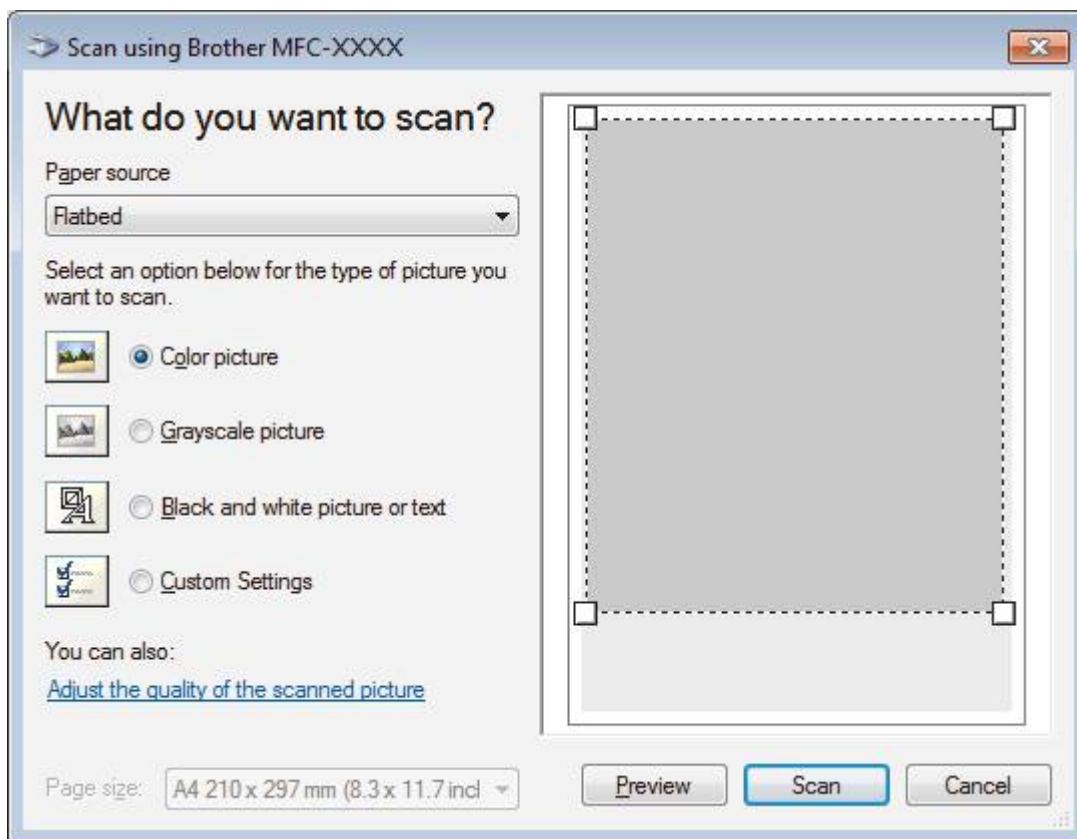 Scan using Brother MFC-XXXX
What do you want to scan?
Paper source
Flatbed
Select an option below for the type of picture you
want to scan.
Color picture
Grayscale picture
Black and white picture or text
Custom Settings
You can also:
Adjust the quality of the scanned picture
Page size:
A4 210 x 297 mm (8.3 x 11.7 incl
Preview
Scan
Cancel